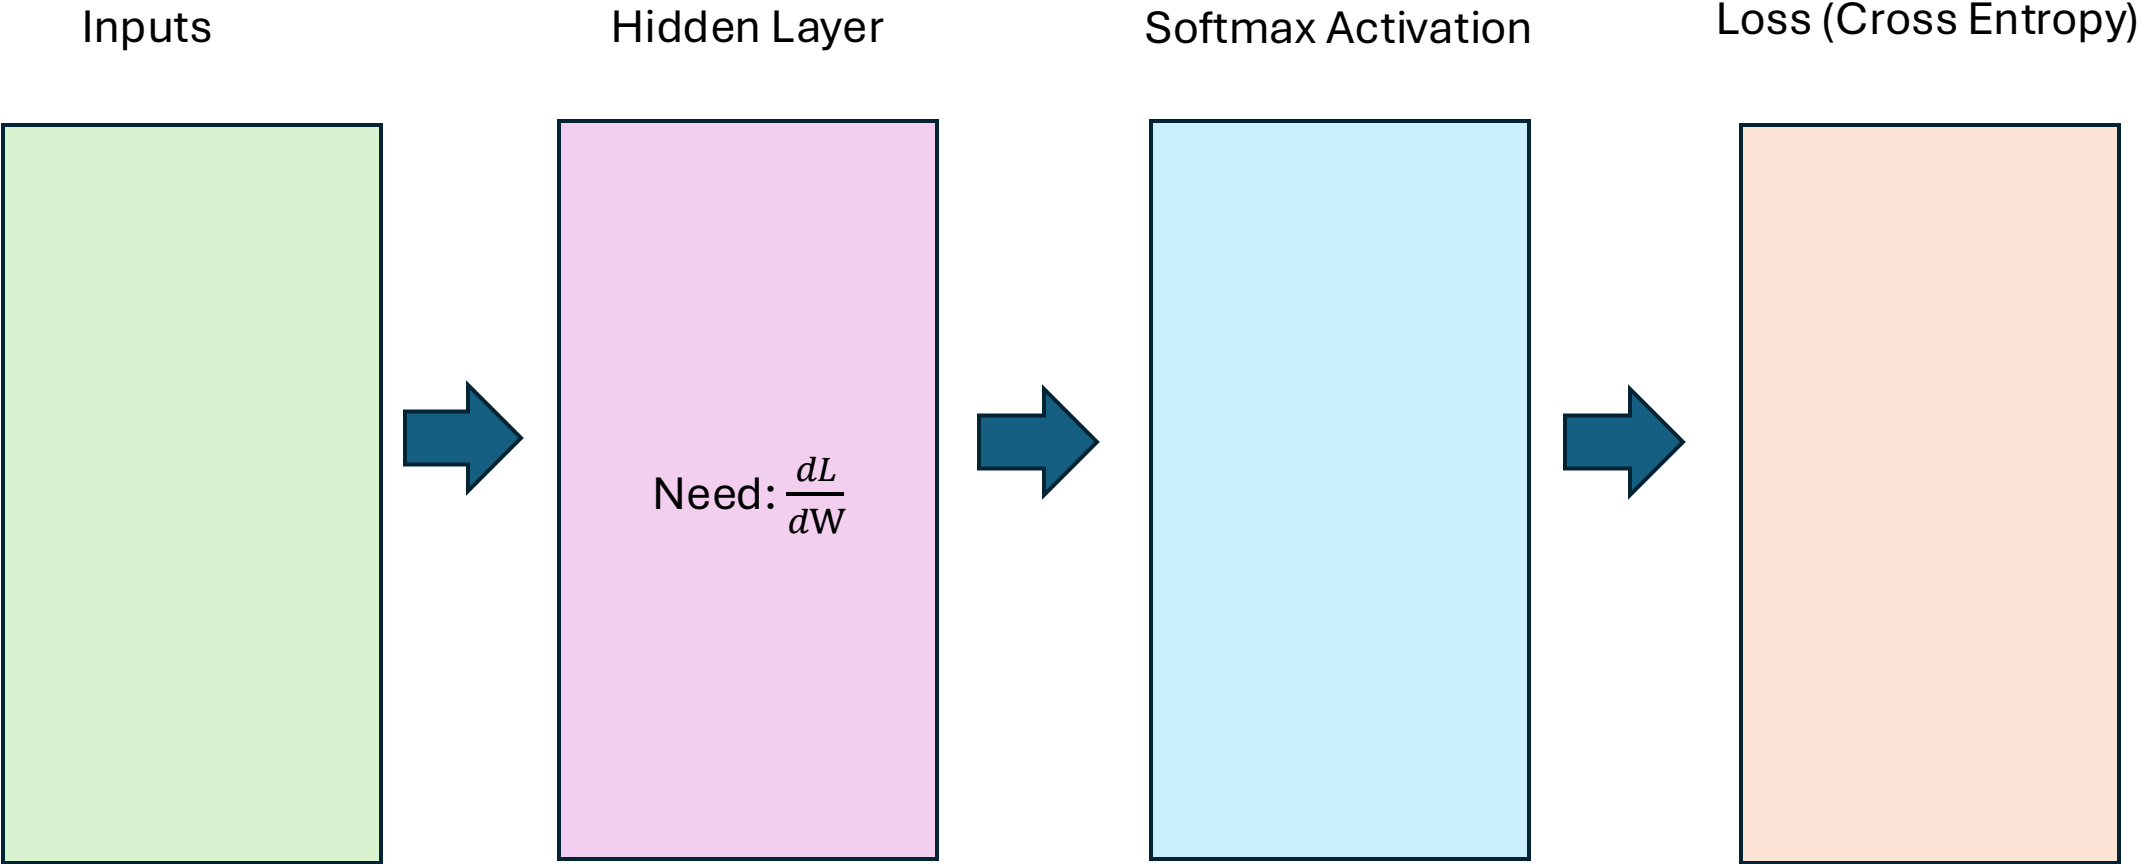 Inputs
Hidden Layer
Softmax Activation
Loss (Cross Entropy)
Need: dL/dW